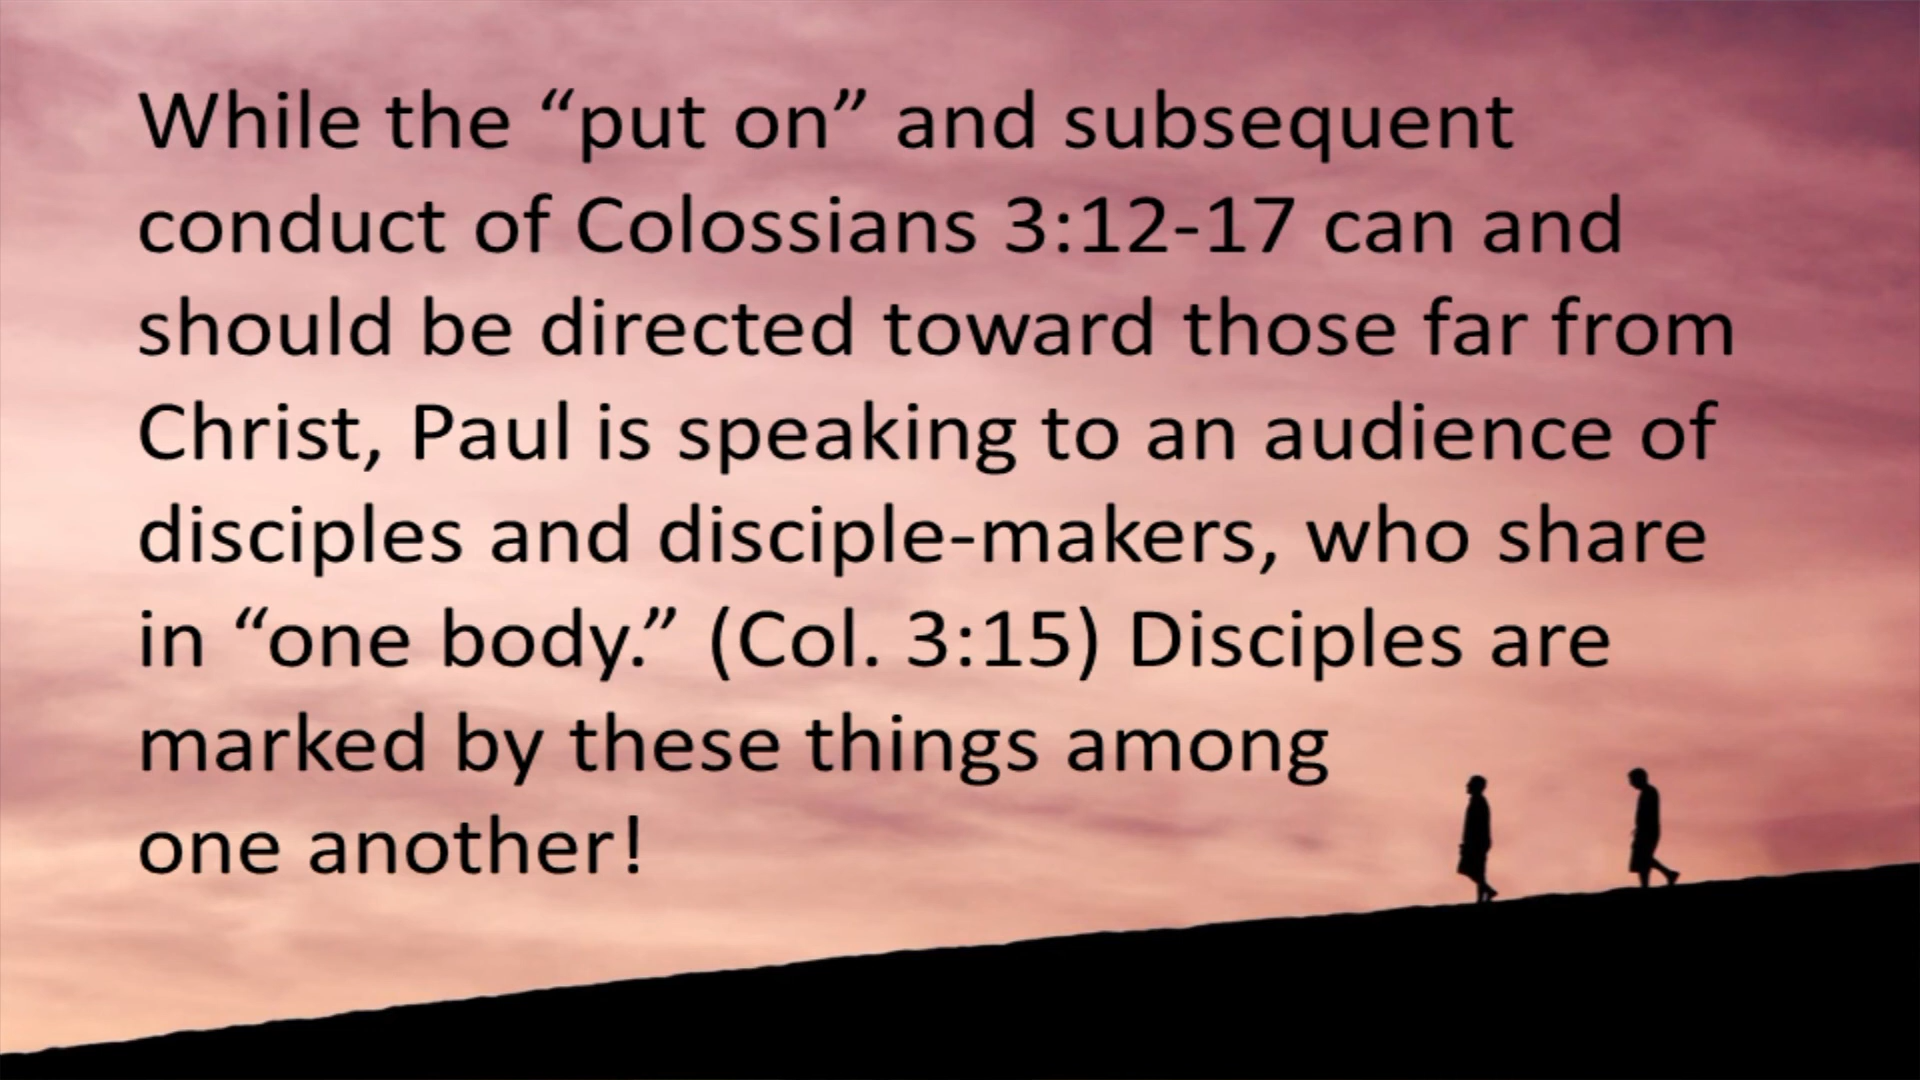 While the “put on” and subsequent
conduct of Colossians 3:12-17 can and
should be directed toward those far from
Christ, Paul is speaking to an audience of
disciples and disciple-makers, who share
in “one body.” (Col. 3:15) Disciples are
marked by these things among
one another!